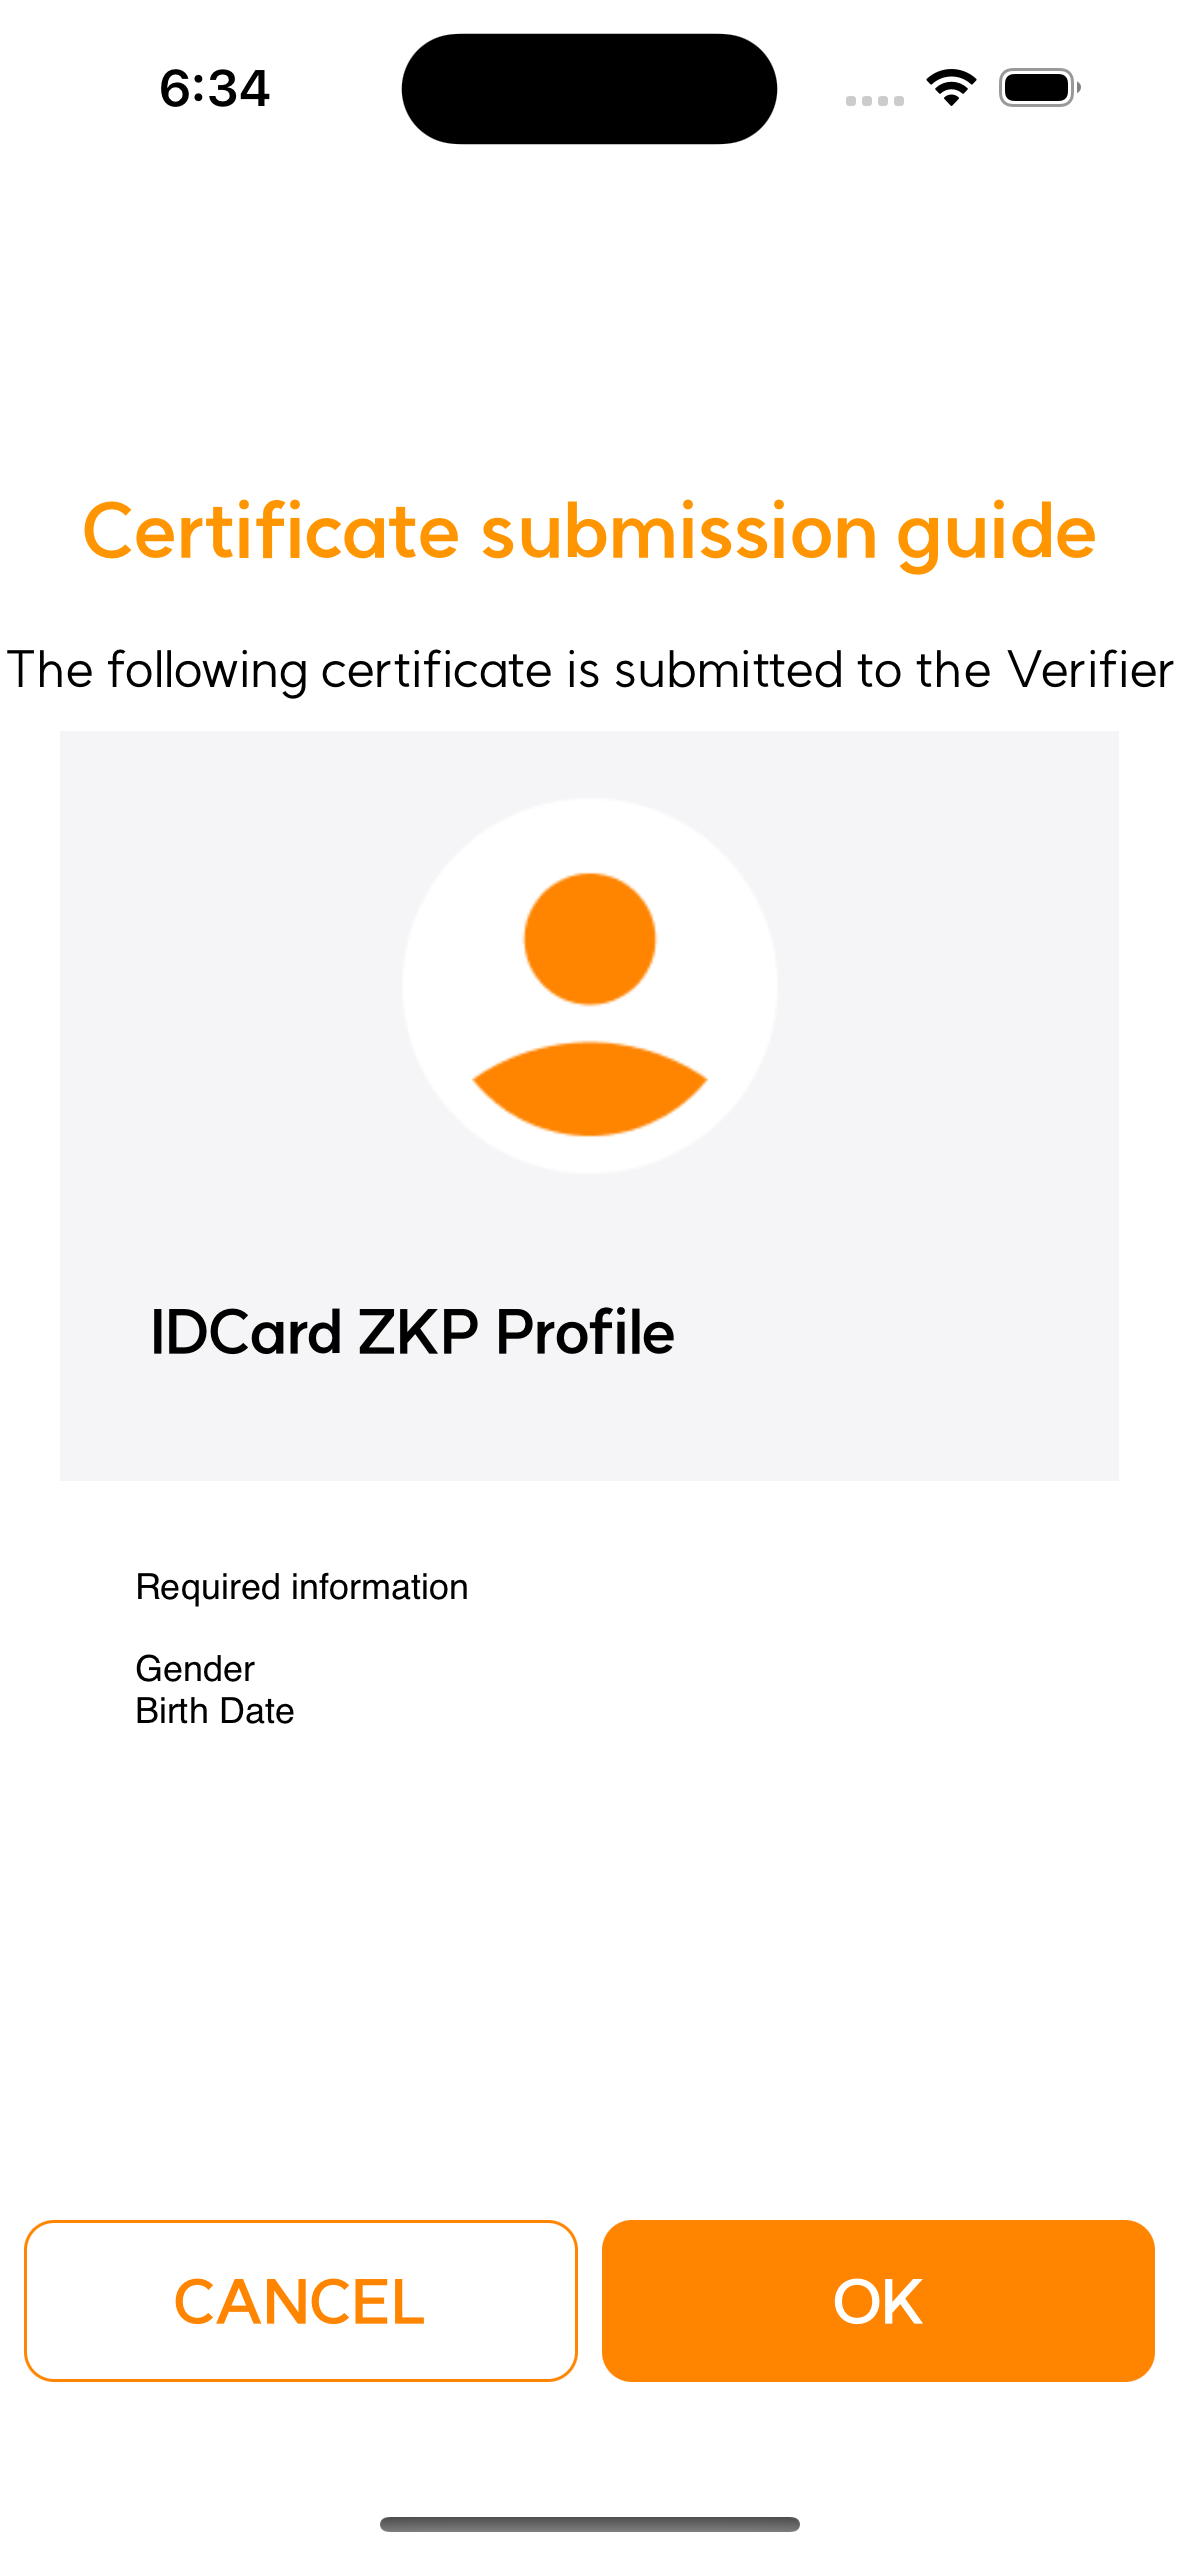 6:34
Certificate submission guide
The following certificate is submitted to the Verifier
IDCard ZKP Profile
Required information
Gender
Birth Date
CANCEL
OK